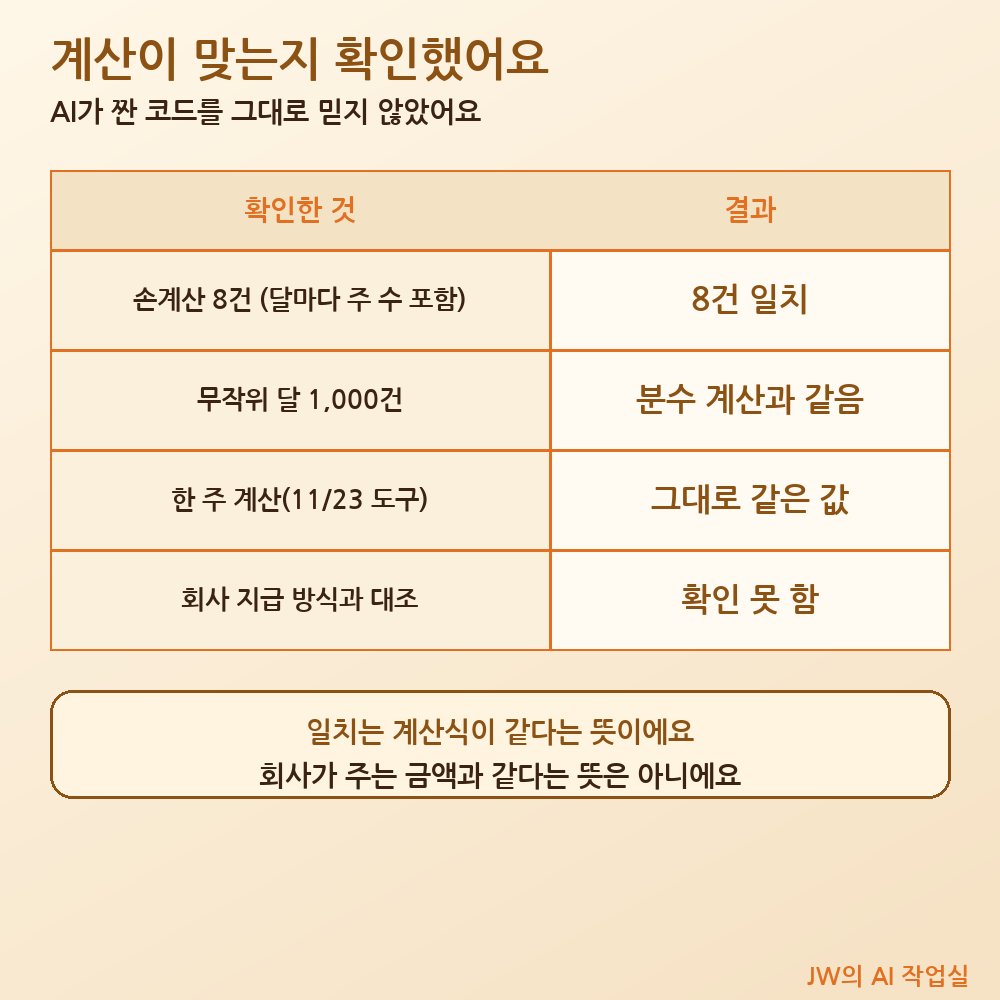 계산이 맞는지 확인했어요
AI가 짠 코드를 그대로 믿지 않았어요
확인한 것 결과
손계산 8건 (달마다 주 수 포함) 8건 일치
무작위 달 1,000건 분수 계산과 같음
한 주 계산(11/23 도구) 그대로 같은 값
회사 지급 방식과 대조 확인 못 함
일치는 계산식이 같다는 뜻이에요
회사가 주는 금액과 같다는 뜻은 아니에요
JW의 AI 작업실